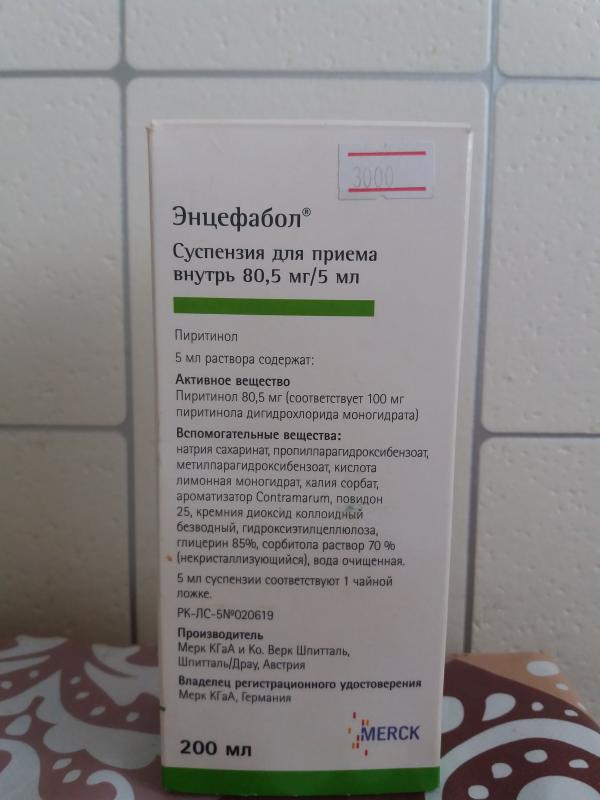 3000
Энцефабол®
Суспензия для приема
внутрь 80,5 мг/5 мл
Пиритинол
5 мл раствора содержат:
Активное вещество
Пиритинол 80,5 мг (соответствует 100 мг
пиритинола дигидрохлорида моногидрата)
Вспомогательные вещества:
натрия сахаринат, пропилпарагидроксибензоат,
метилпарагидроксибензоат, кислота
лимонная моногидрат, калия сорбат,
ароматизатор Contramarum, повидон
25, кремния диоксид коллоидный
безводный, гидроксиэтилцеллюлоза,
глицерин 85%, сорбитола раствор 70 %
(некристаллизующийся), вода очищенная.
5 мл суспензии соответствуют 1 чайной
ложке.
РК-ЛС-5№020619
Производитель
Мерк КГаА и Ко. Верк Шпитталь,
Шпитталь/Драу, Австрия
Владелец регистрационного удостоверения
Мерк КГаА, Германия
MERCK
200 мл